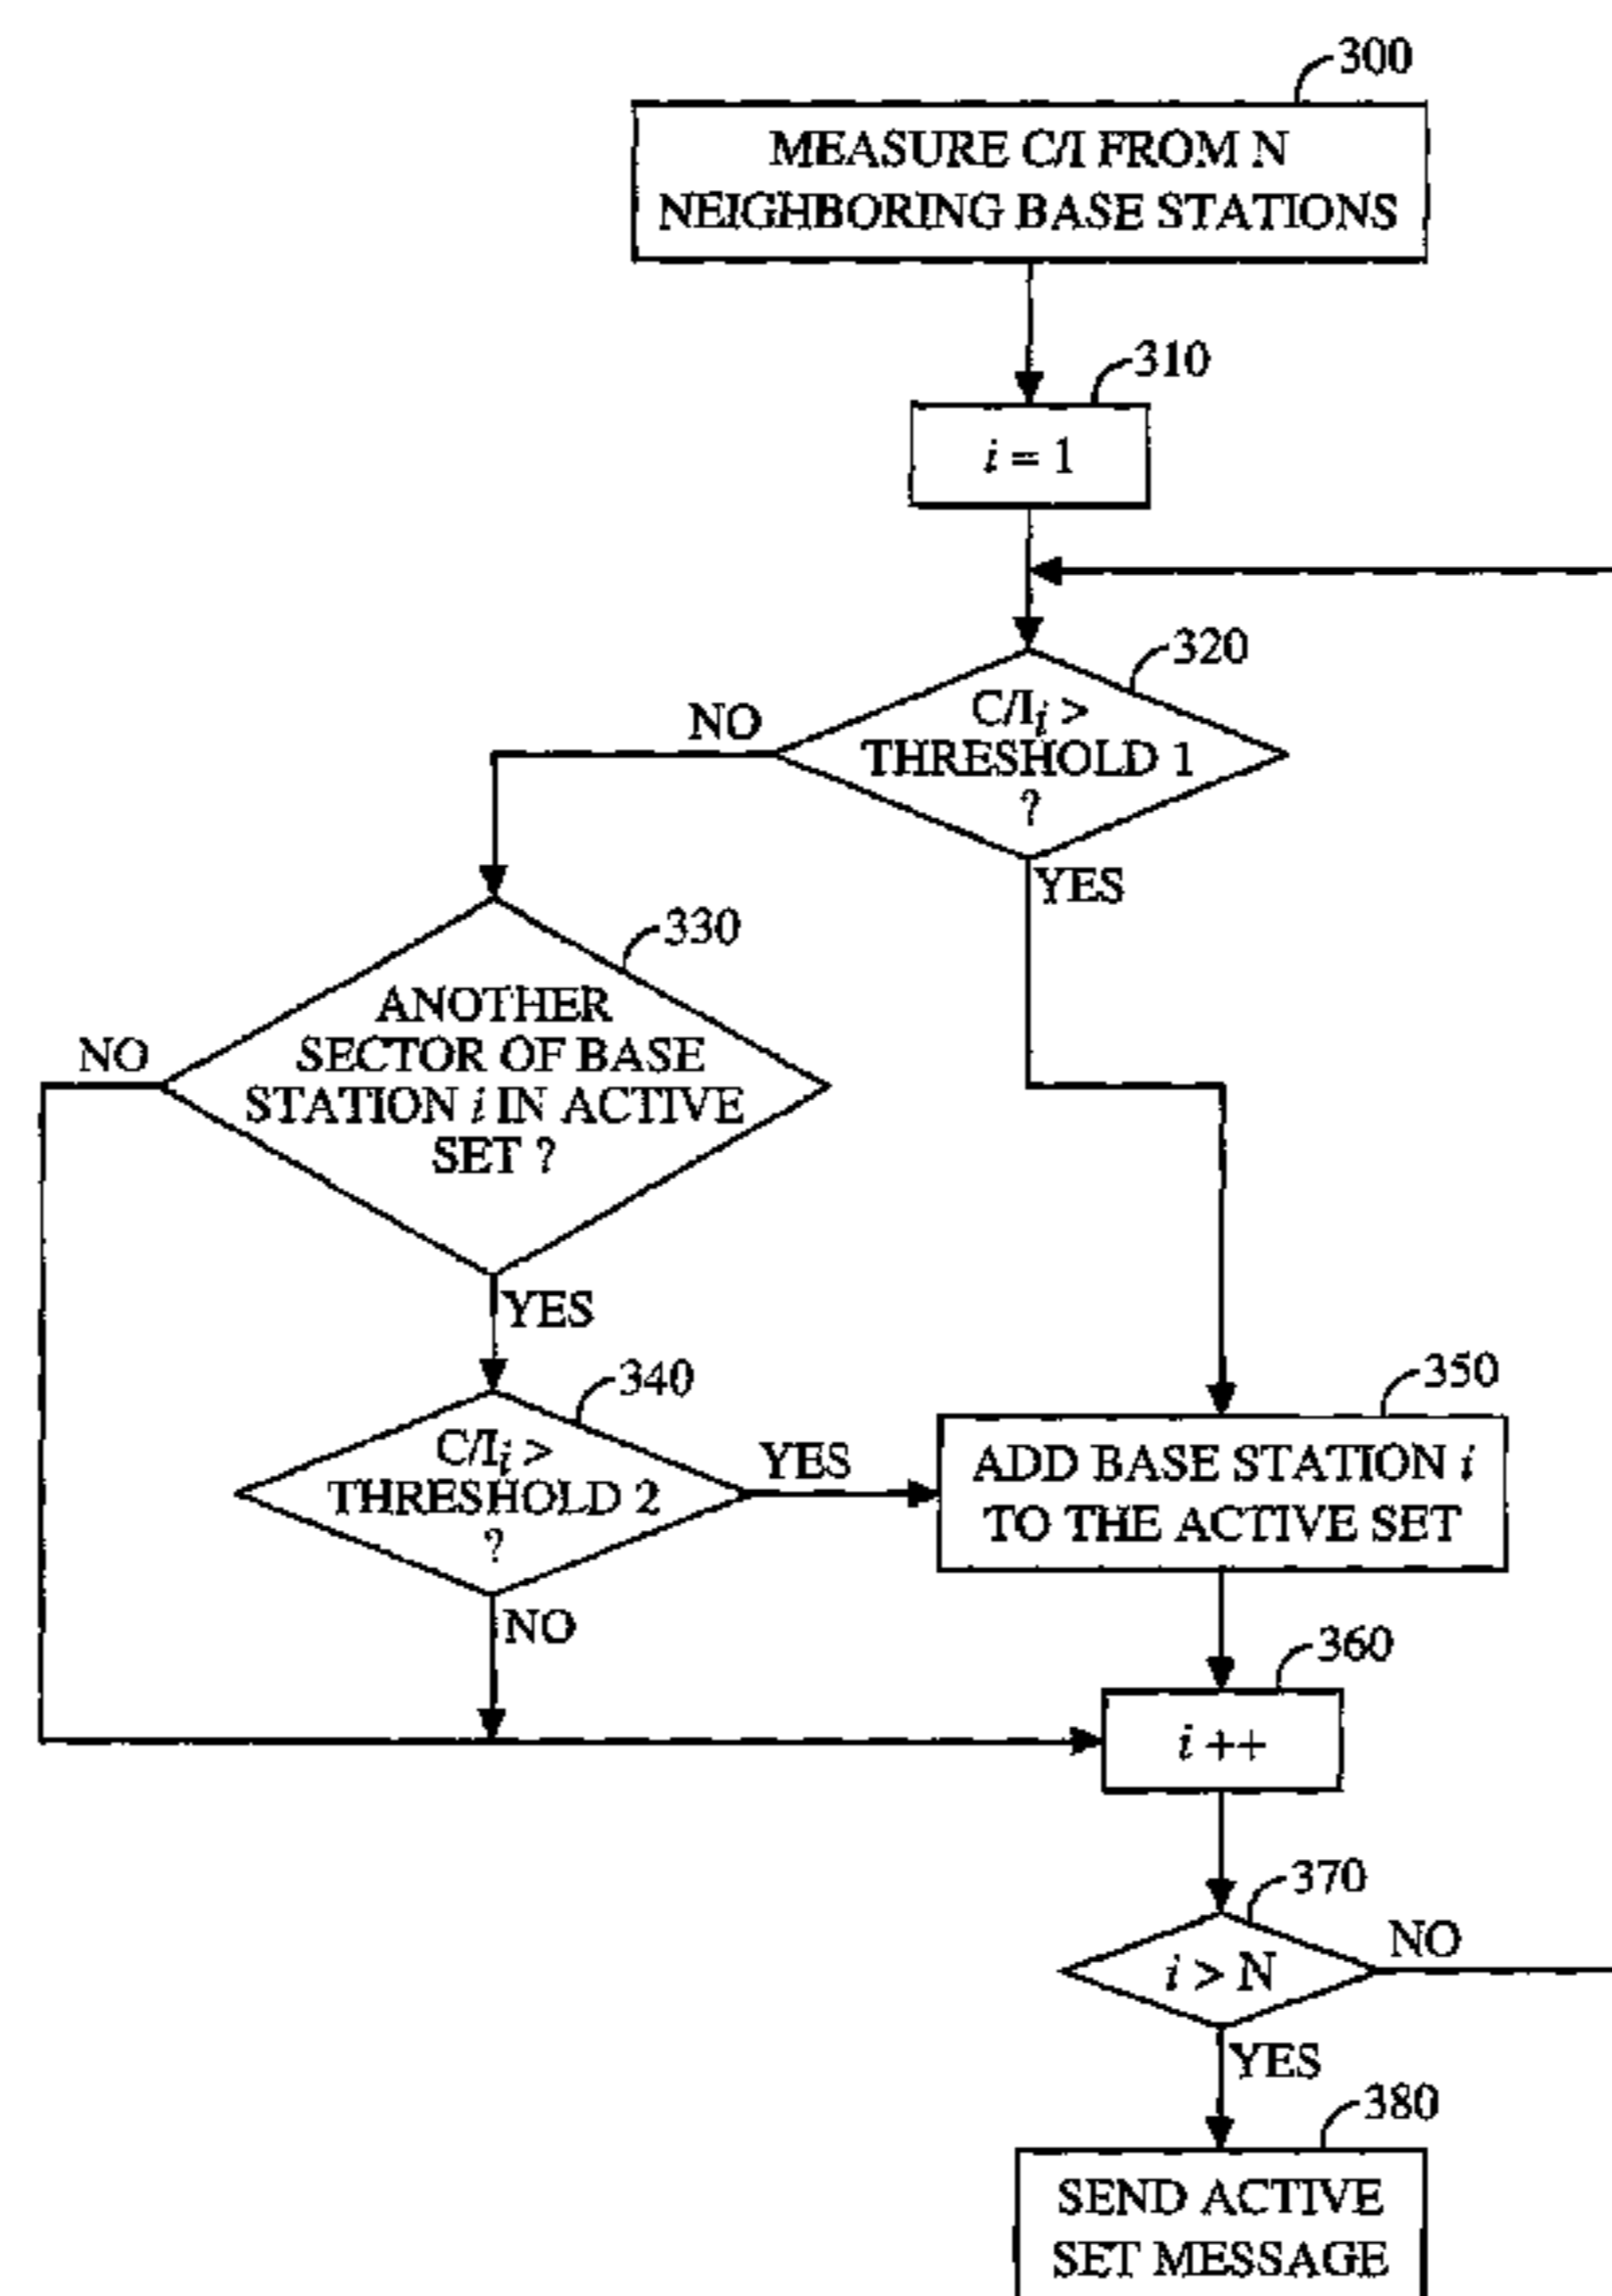 300
MEASURE C/I FROM N
NEIGHBORING BASE STATIONS
310
i = 1
320
C/Ii >
THRESHOLD 1
?
NO
YES
330
ANOTHER
SECTOR OF BASE
STATION i IN ACTIVE
SET ?
NO
YES
340
C/Ii >
THRESHOLD 2
?
YES
NO
350
ADD BASE STATION i
TO THE ACTIVE SET
360
i ++
370
i > N
NO
YES
380
SEND ACTIVE
SET MESSAGE